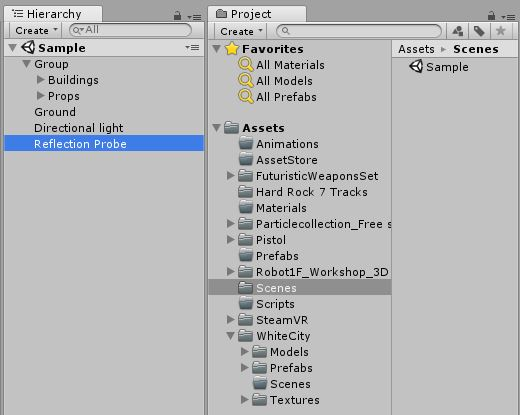 Hierarchy
Create All
Sample
Group
Buildings
Props
Ground
Directional light
Reflection Probe
Project
Create
Favorites
All Materials
All Models
All Prefabs
Assets
Animations
AssetStore
FuturisticWeaponsSet
Hard Rock 7 Tracks
Materials
Particlecollection_Free s
Pistol
Prefabs
Robot1F_Workshop_3D
Scenes
Scripts
SteamVR
WhiteCity
Models
Prefabs
Scenes
Textures
Assets Scenes
Sample